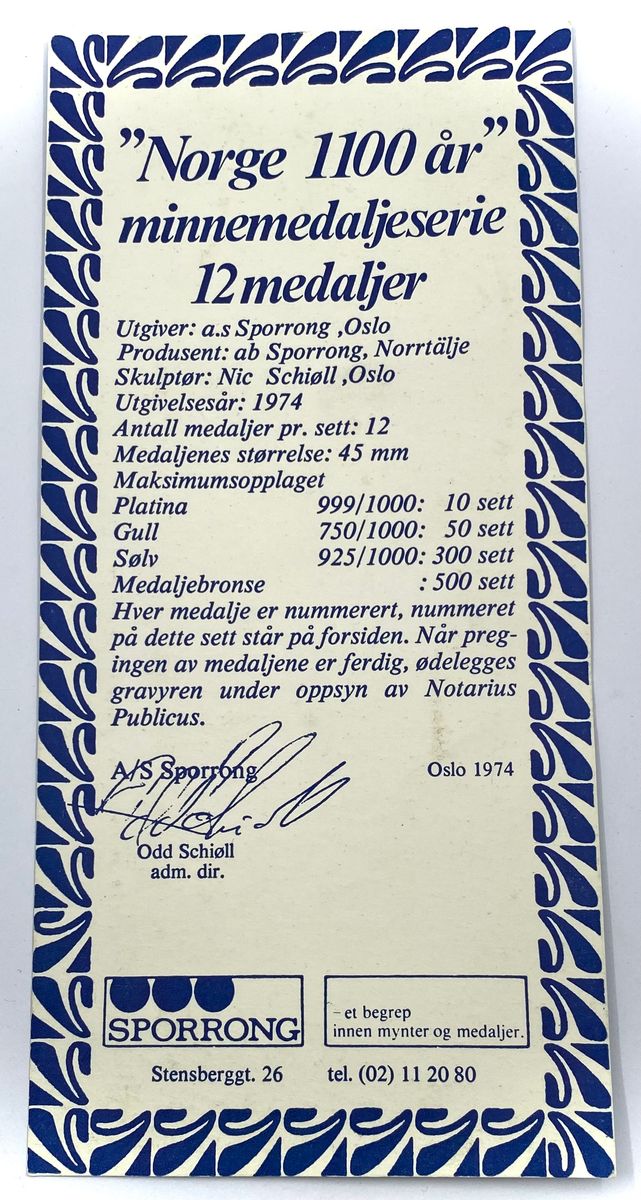 ”Norge 1100 år”
minnemedaljeserie
12 medaljer
Utgiver: a.s Sporrong ,Oslo
Produsent: ab Sporrong, Norrtälje
Skulptør: Nic Schiøll ,Oslo
Utgivelsesår: 1974
Antall medaljer pr. sett: 12
Medaljenes størrelse: 45 mm
Maksimumsopplaget
Platina 999/1000: 10 sett
Gull 750/1000: 50 sett
Sølv 925/1000: 300 sett
Medaljebronse : 500 sett
Hver medalje er nummerert, nummeret
på dette sett står på forsiden. Når preg-
ingen av medaljene er ferdig, ødelegges
gravyren under oppsyn av Notarius
Publicus.
A/S Sporrong Oslo 1974
Odd Schiøll
adm. dir.
SPORRONG
– et begrep
innen mynter og medaljer.
Stensberggt. 26 tel. (02) 11 20 80